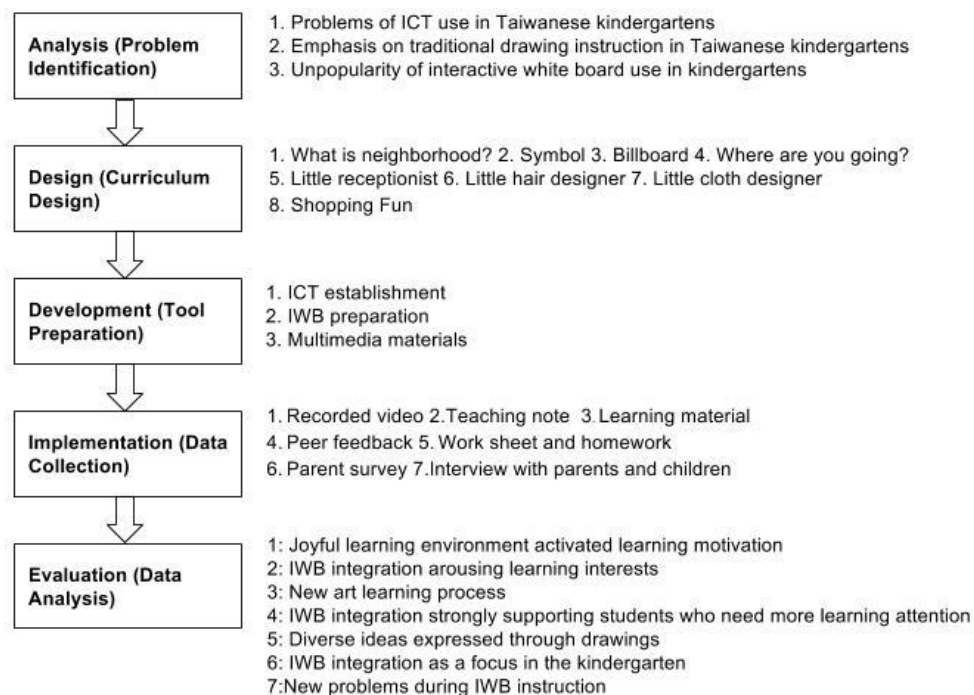 Analysis (Problem
Identification)
1. Problems of ICT use in Taiwanese kindergartens
2. Emphasis on traditional drawing instruction in Taiwanese kindergartens
3. Unpopularity of interactive white board use in kindergartens
Design (Curriculum
Design)
1. What is neighborhood? 2. Symbol 3. Billboard 4. Where are you going?
5. Little receptionist 6. Little hair designer 7. Little cloth designer
8. Shopping Fun
Development (Tool
Preparation)
1. ICT establishment
2. IWB preparation
3. Multimedia materials
Implementation (Data
Collection)
1. Recorded video 2.Teaching note 3.Learning material
4. Peer feedback 5. Work sheet and homework
6. Parent survey 7.Interview with parents and children
Evaluation (Data
Analysis)
1: Joyful learning environment activated learning motivation
2: IWB integration arousing learning interests
3: New art learning process
4: IWB integration strongly supporting students who need more learning attention
5: Diverse ideas expressed through drawings
6: IWB integration as a focus in the kindergarten
7:New problems during IWB instruction